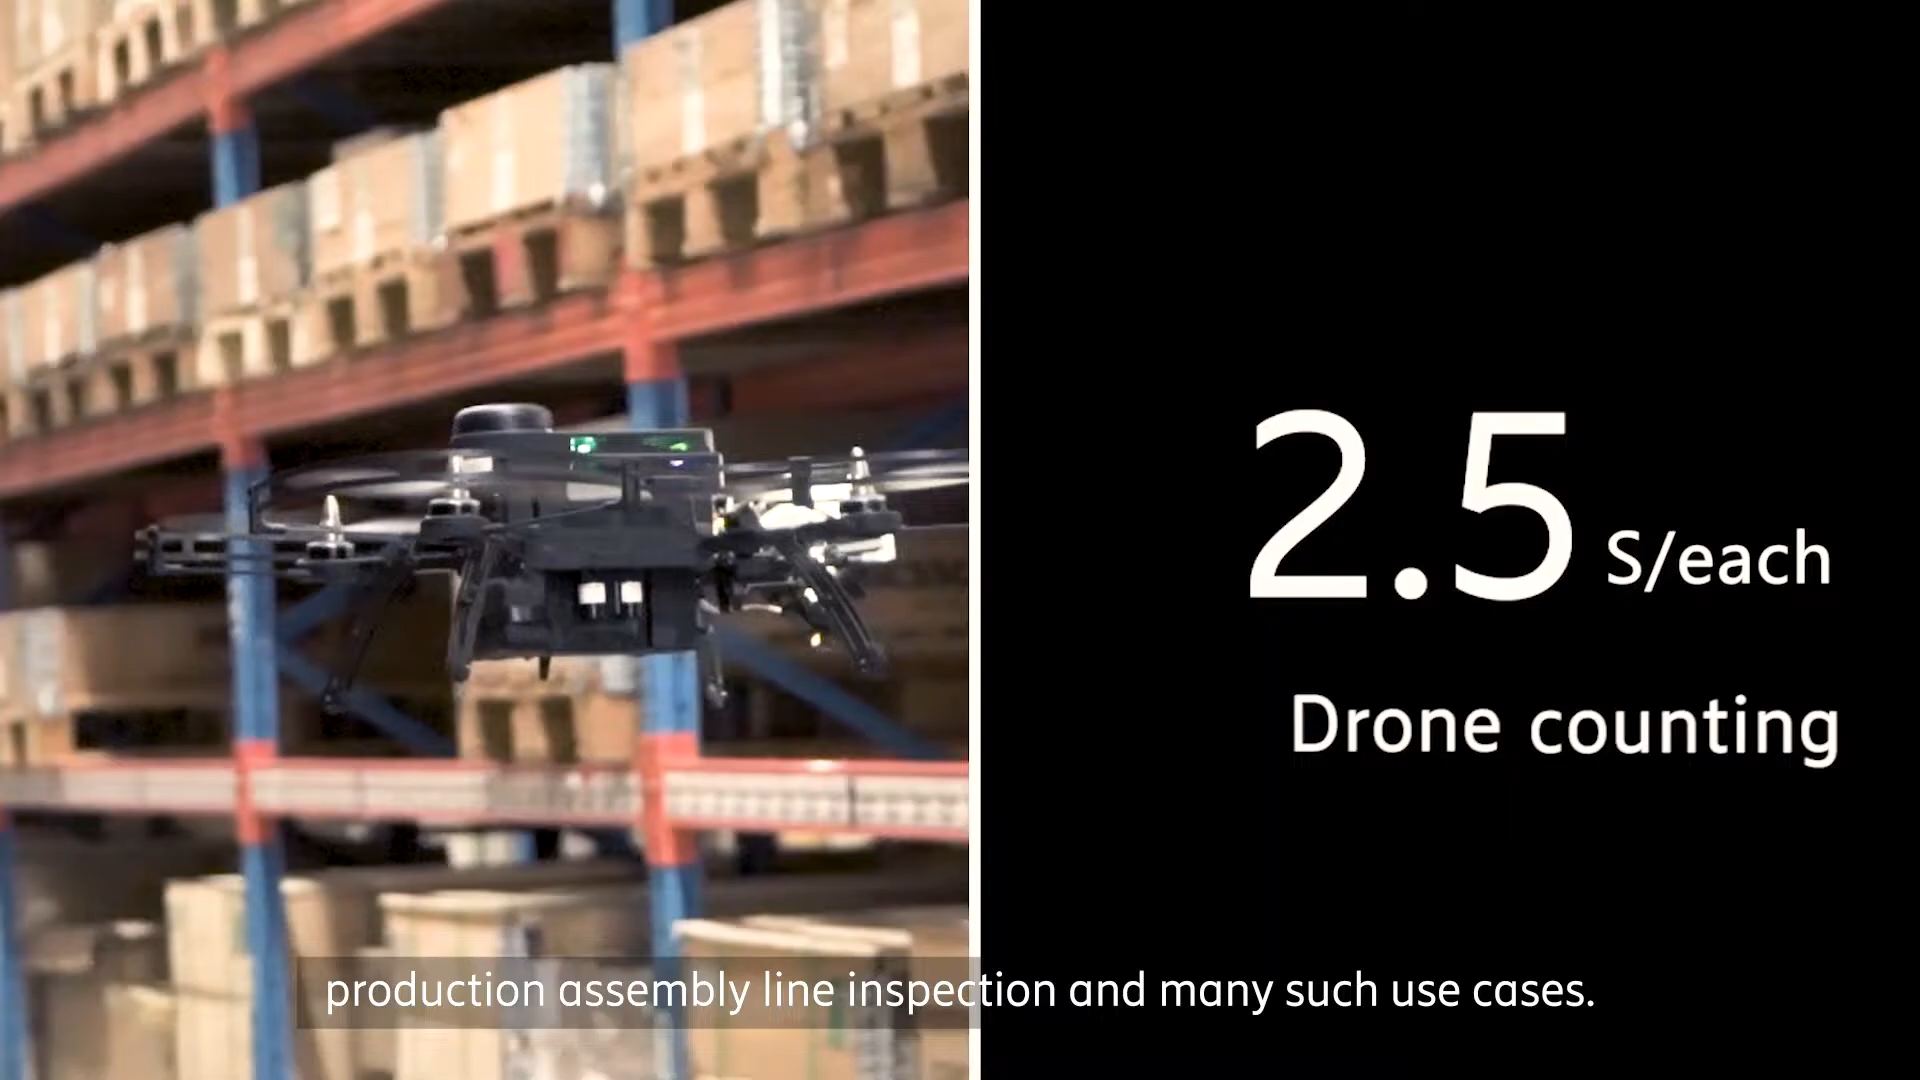 2.5 S/each
Drone counting
production assembly line inspection and many such use cases.